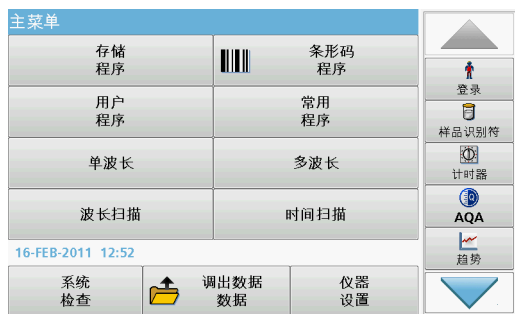 主菜单
存储
程序
条形码
程序
用户
程序
常用
程序
单波长
多波长
波长扫描
时间扫描
16-FEB-2011 12:52
系统
检查
调出数据
数据
仪器
设置
登录
样品识别符
计时器
AQA
趋势